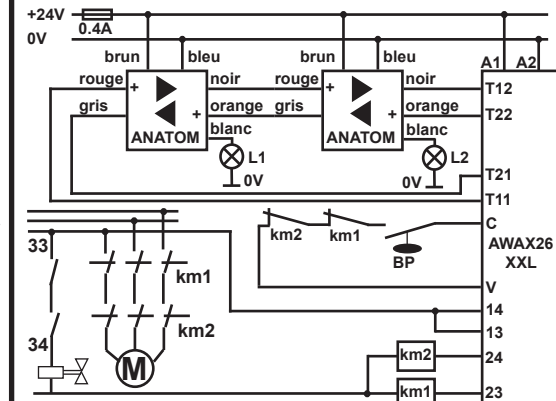 +24V
0.4A
0V
A1 A2
brun bleu brun bleu
rouge noir rouge noir T12
+ +
gris orange gris orange T22
+ +
ANATOM ANATOM
blanc blanc
L1 L2
0V 0V
T21
T11
C
km2 km1
AWAX26
XXL
BP
33
km1
V
14
km2
13
34
M
km2 24
km1 23